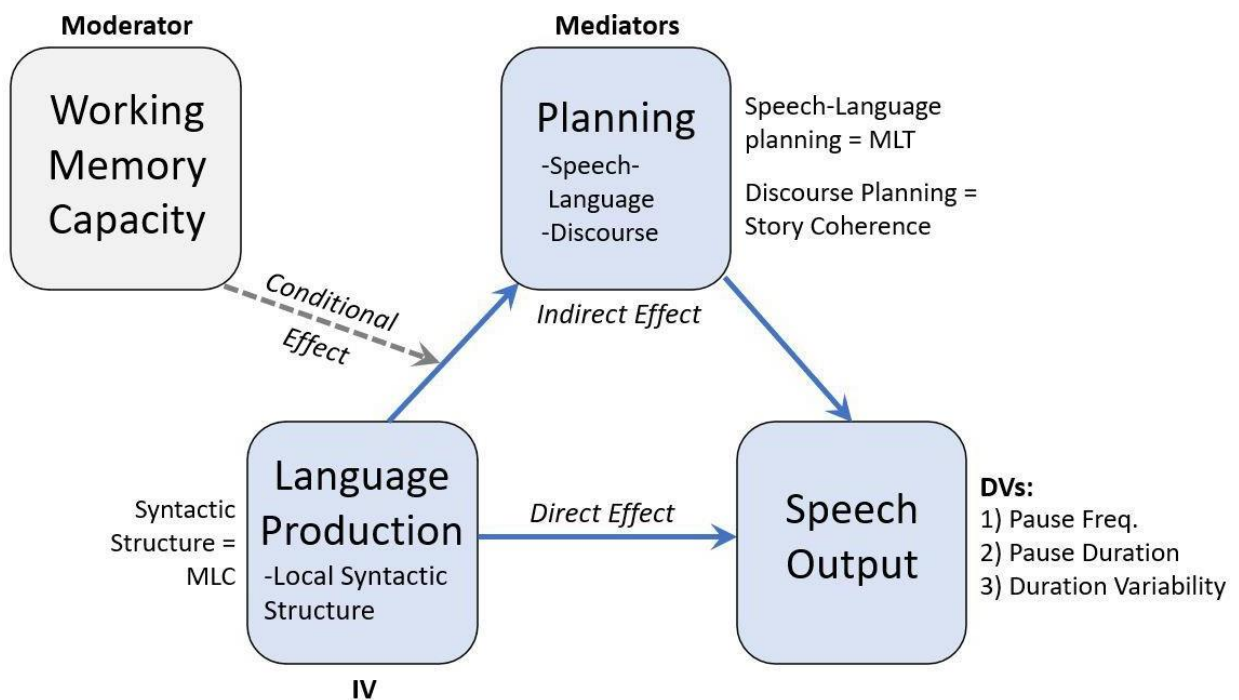 Moderator
Working
Memory
Capacity
Mediators
Planning
-Speech-
Language
-Discourse
Speech-Language
planning = MLT
Discourse Planning =
Story Coherence
Conditional
Effect
Indirect Effect
Syntactic
Structure =
MLC
Language
Production
-Local Syntactic
Structure
IV
Direct Effect
Speech
Output
DVs:
1) Pause Freq.
2) Pause Duration
3) Duration Variability